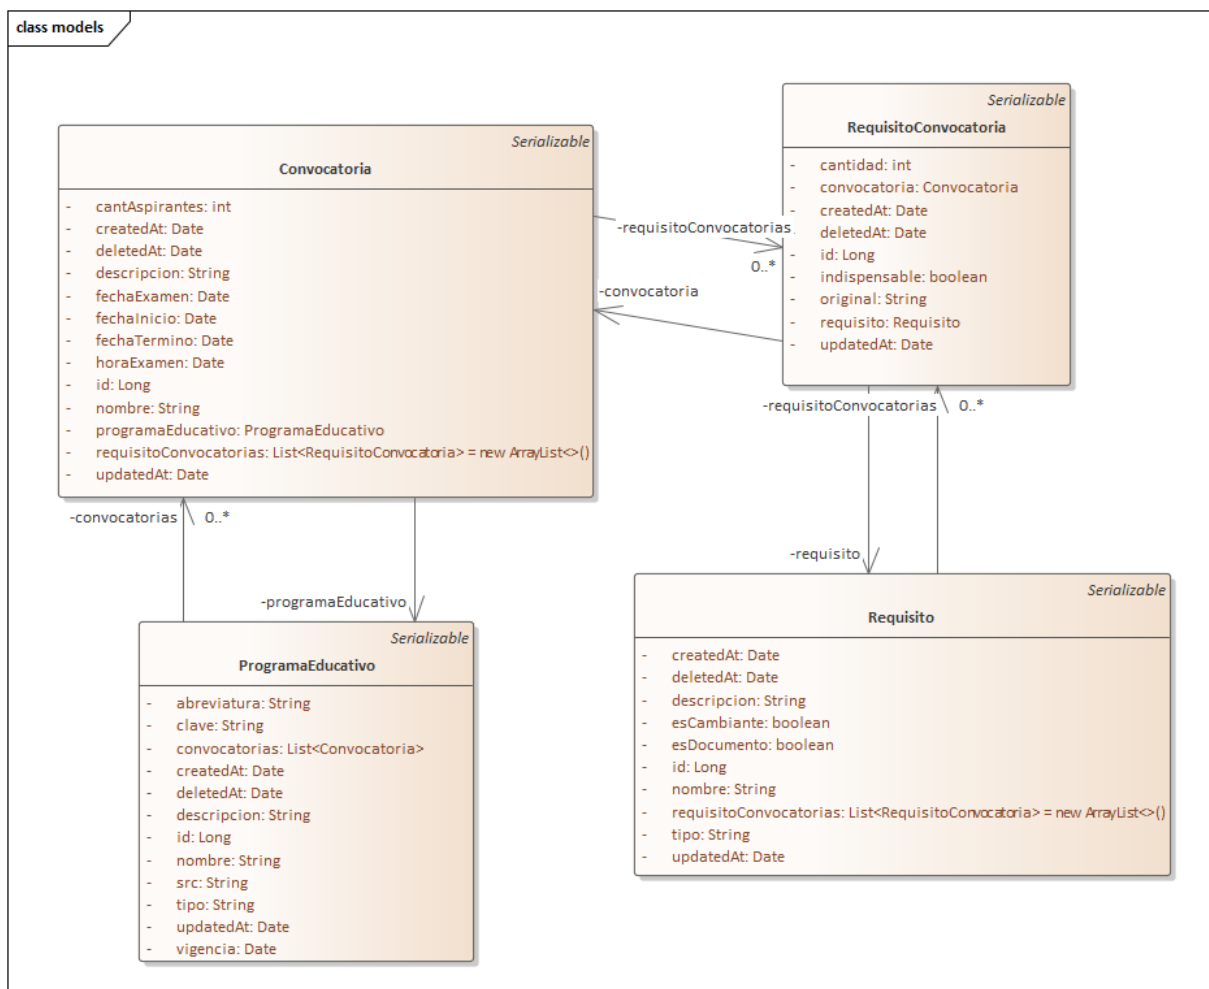 class models
Serializable
Convocatoria
- cantAspirantes: int
- createdAt: Date
- deletedAt: Date
- descripcion: String
- fechaExamen: Date
- fechaInicio: Date
- fechaTermino: Date
- horaExamen: Date
- id: Long
- nombre: String
- programaEducativo: ProgramaEducativo
- requisitoConvocatorias: List<RequisitoConvocatoria> = new ArrayList<>()
- updatedAt: Date
Serializable
RequisitoConvocatoria
- cantidad: int
- convocatoria: Convocatoria
- createdAt: Date
- deletedAt: Date
- id: Long
- indispensable: boolean
- original: String
- requisito: Requisito
- updatedAt: Date
-requisitoConvocatorias
0..*
-convocatoria
-requisitoConvocatorias 0..*
-requisito
-convocatorias 0..*
-programaEducativo
Serializable
ProgramaEducativo
- abreviatura: String
- clave: String
- convocatorias: List<Convocatoria>
- createdAt: Date
- deletedAt: Date
- descripcion: String
- id: Long
- nombre: String
- src: String
- tipo: String
- updatedAt: Date
- vigencia: Date
Serializable
Requisito
- createdAt: Date
- deletedAt: Date
- descripcion: String
- esCambiante: boolean
- esDocumento: boolean
- id: Long
- nombre: String
- requisitoConvocatorias: List<RequisitoConvocatoria> = new ArrayList<>()
- tipo: String
- updatedAt: Date